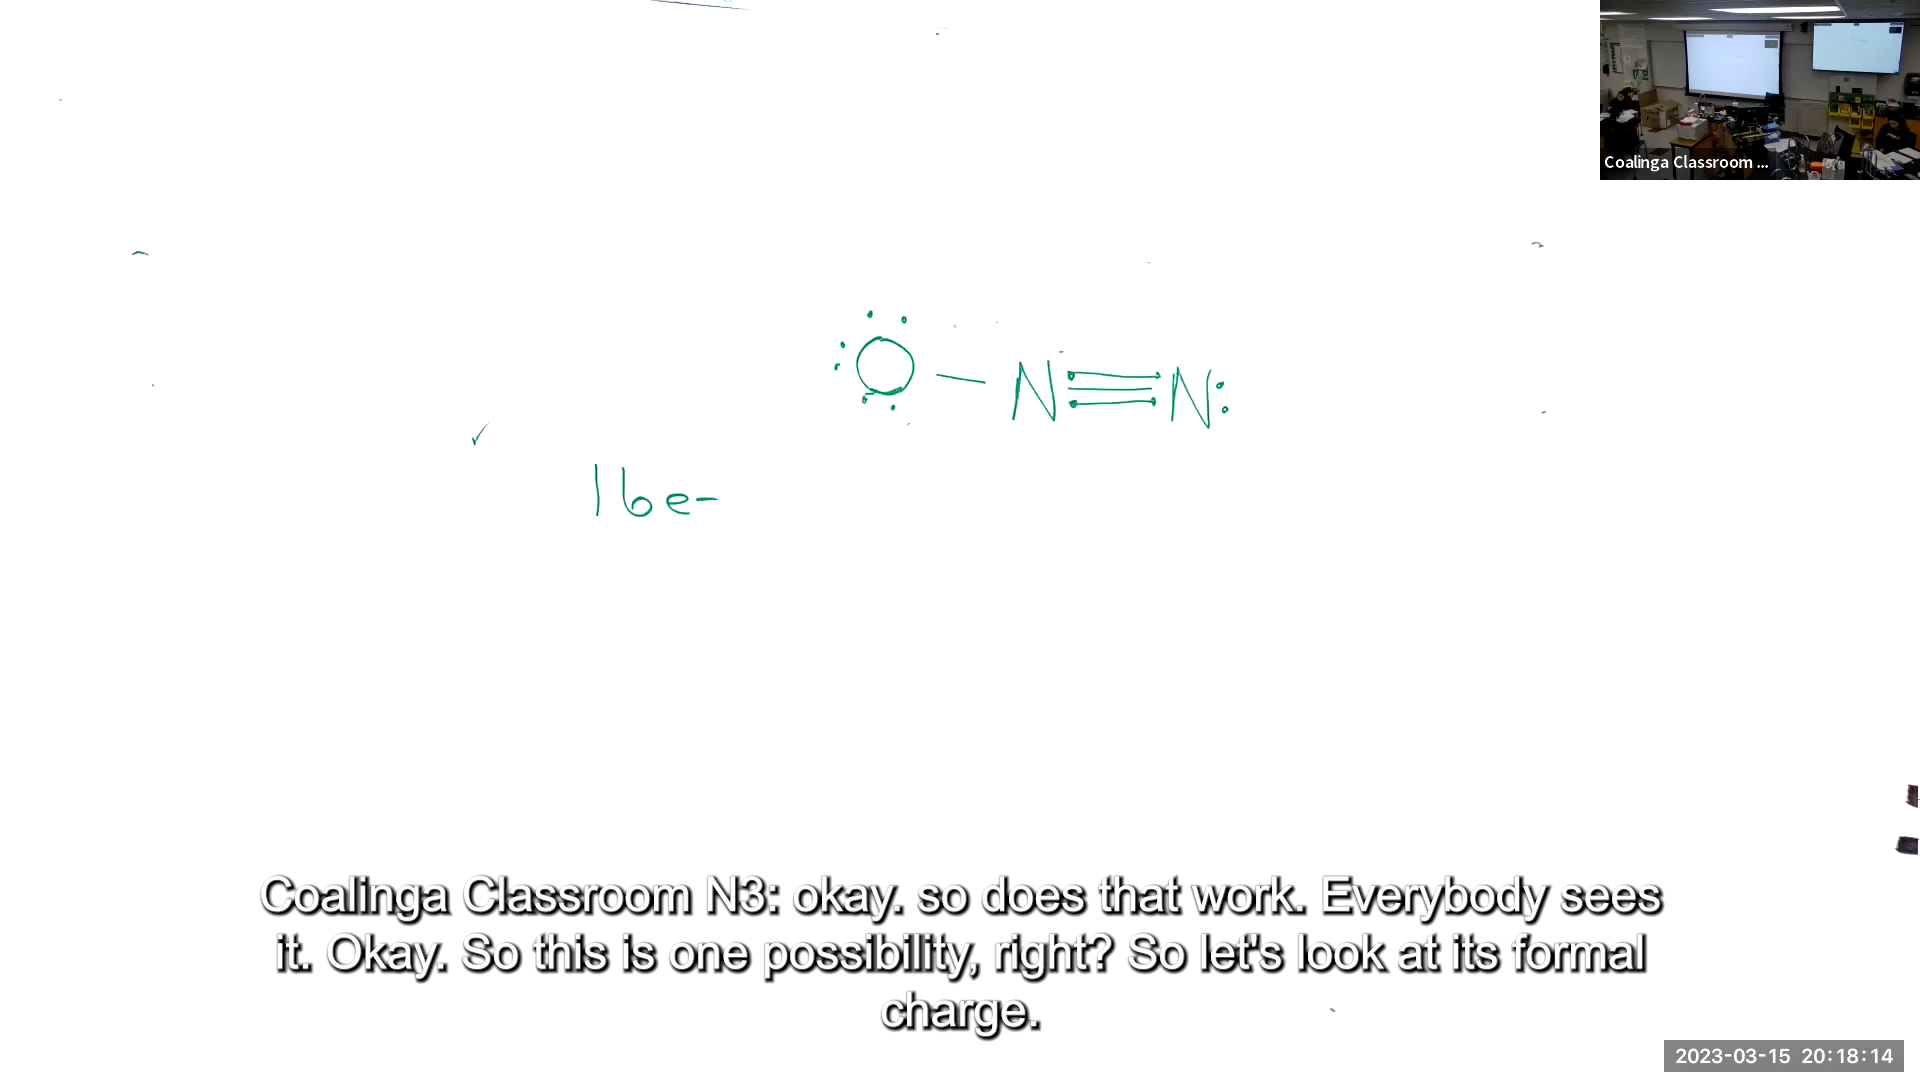 Coalinga Classroom ...
O — N ≡ N:
16e-
Coalinga Classroom N3: okay. so does that work. Everybody sees
it. Okay. So this is one possibility, right? So let's look at its formal
charge.
2023-03-15 20:18:14